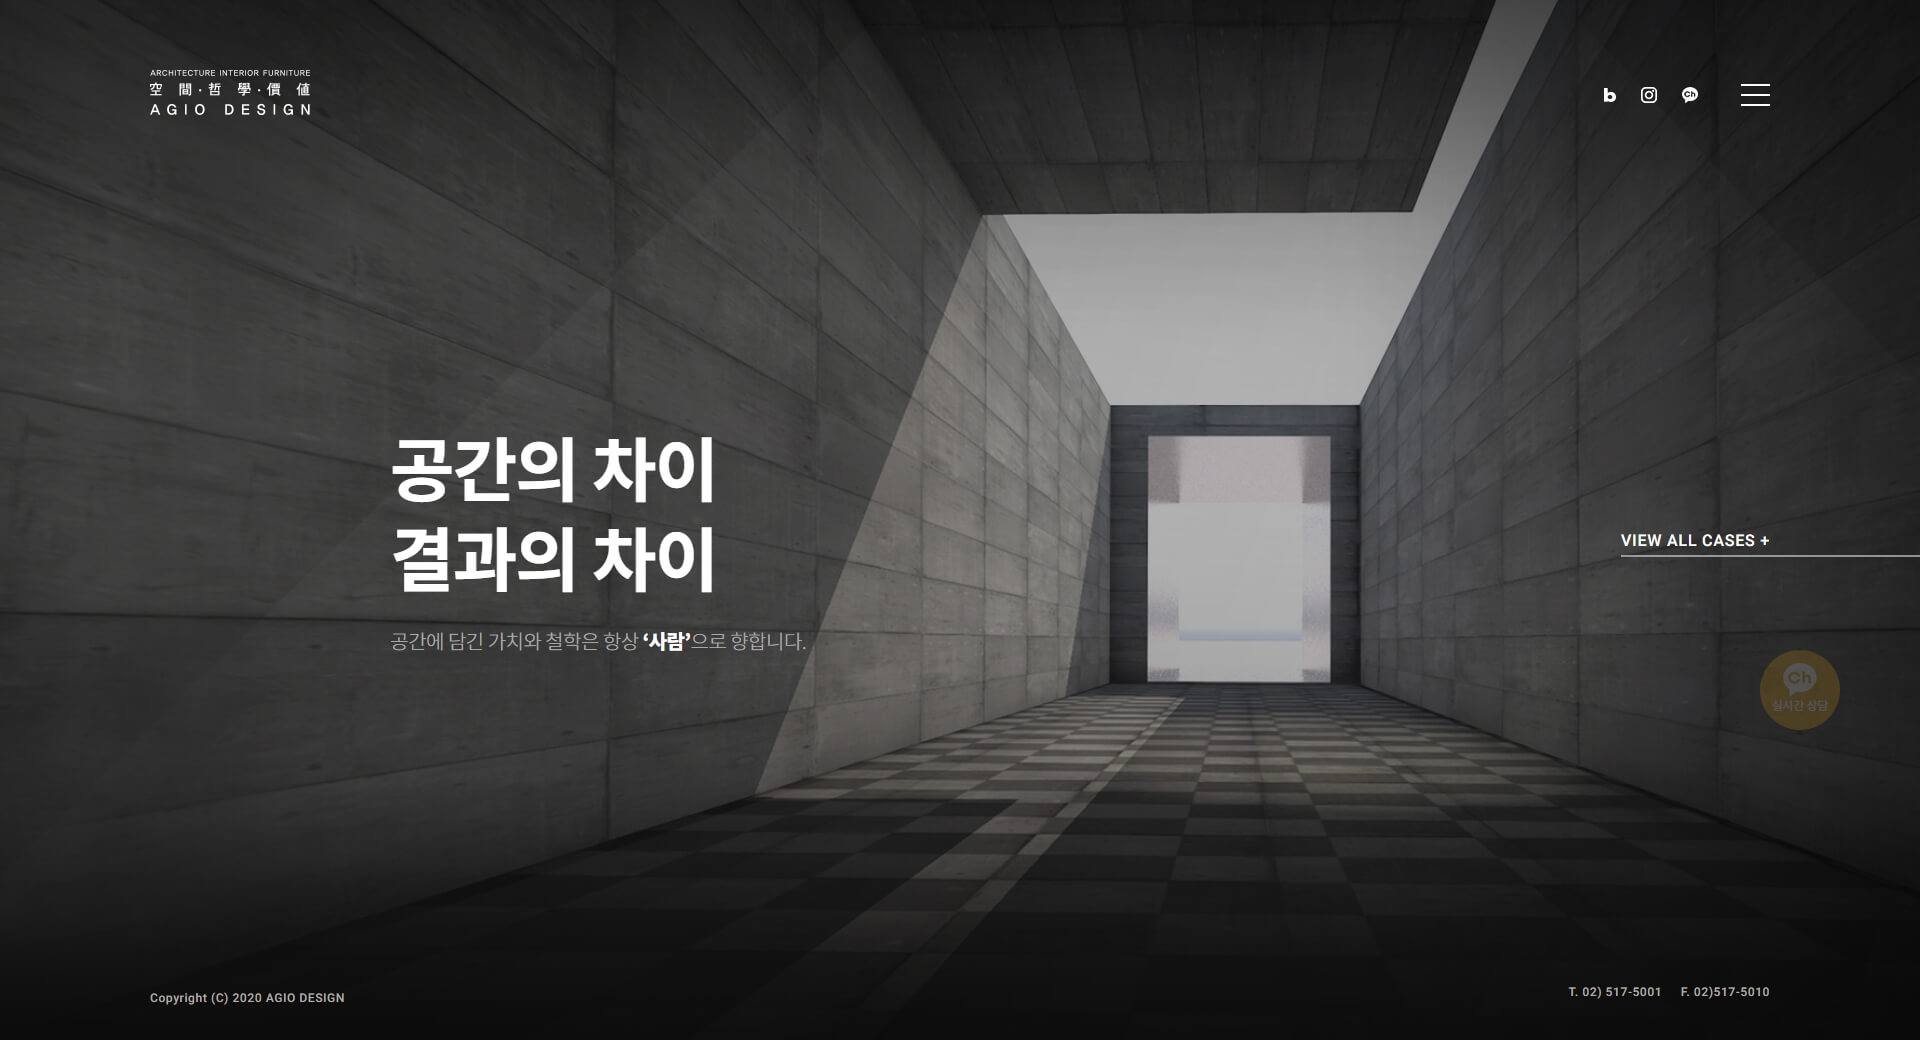 ARCHITECTURE INTERIOR FURNITURE
空 間·哲 學·價 値
AGIO DESIGN
b
Ch
공간의 차이
결과의 차이
공간에 담긴 가치와 철학은 항상 ‘사람’으로 향합니다.
VIEW ALL CASES +
Ch
실시간 상담
Copyright (C) 2020 AGIO DESIGN
T. 02) 517-5001 F. 02)517-5010